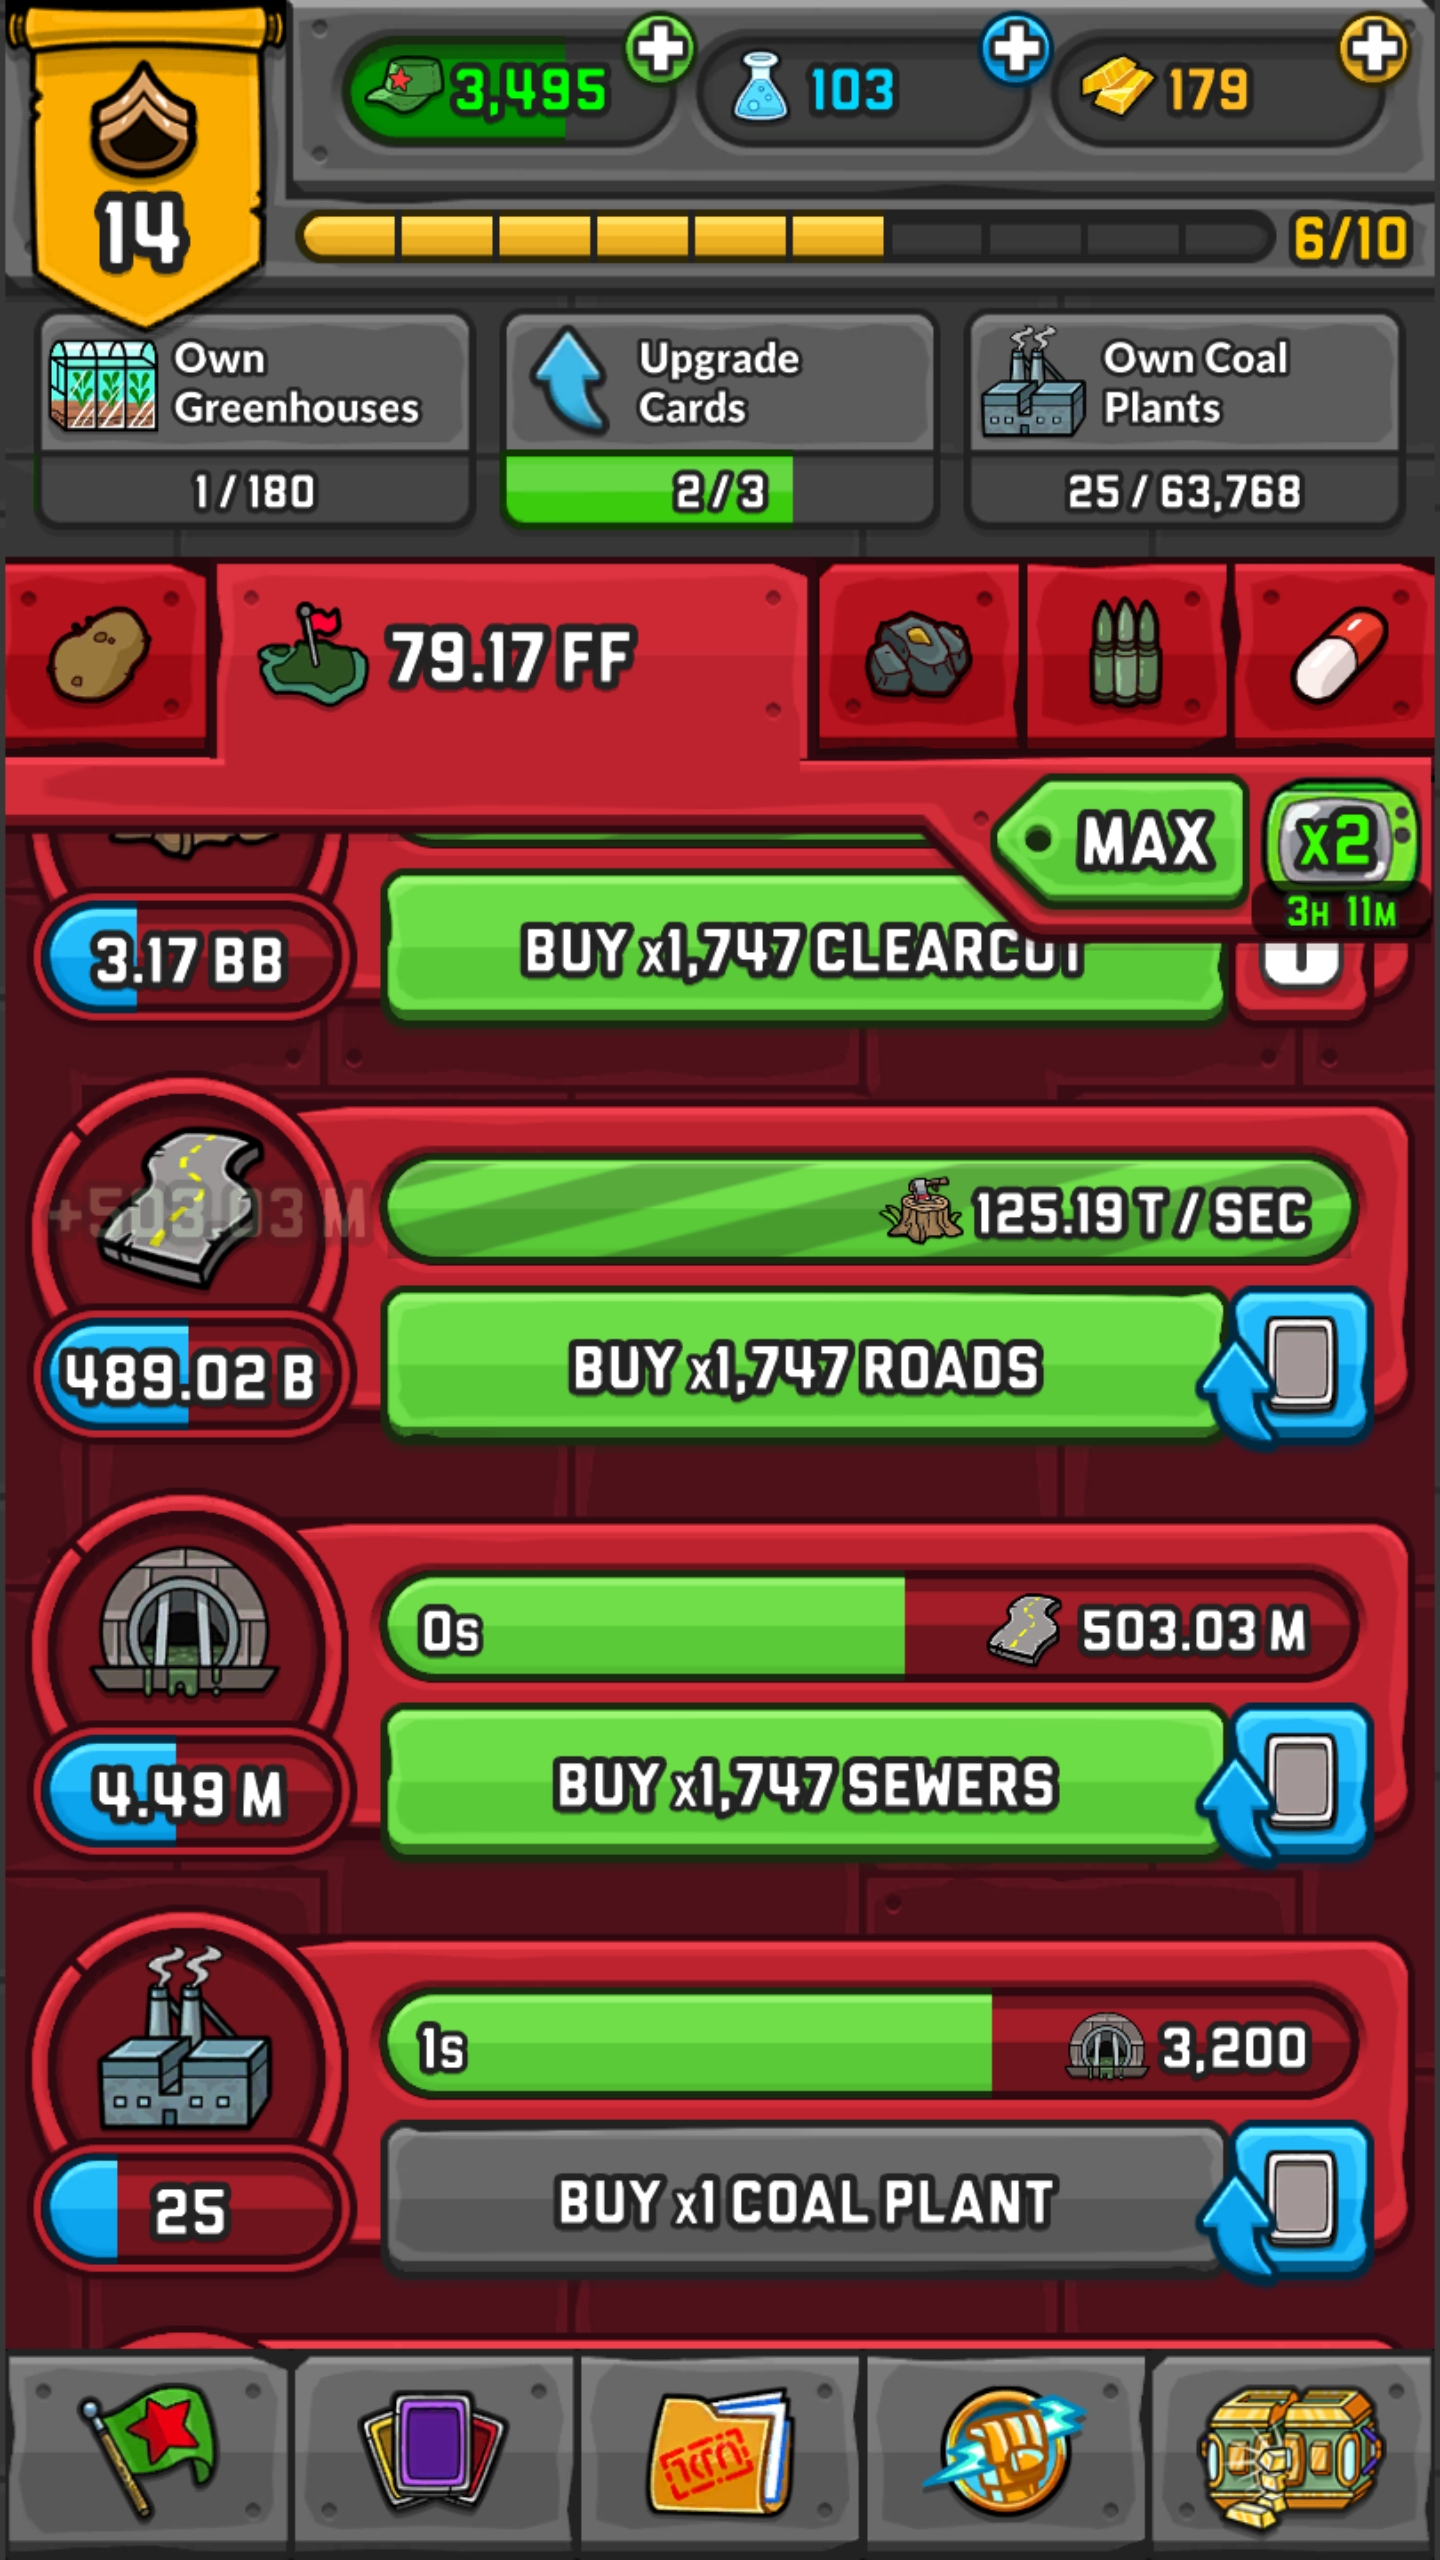 14
3,495
103
179
6/10
Own
Greenhouses
1/180
Upgrade
Cards
2/3
Own Coal
Plants
25/63,768
79.17 FF
MAX
x2
3H 11M
3.17 BB
BUY x1,747 CLEARCUT
+503.03 M
125.19 T / SEC
489.02 B
BUY x1,747 ROADS
0s
503.03 M
4.49 M
BUY x1,747 SEWERS
1s
3,200
25
BUY x1 COAL PLANT